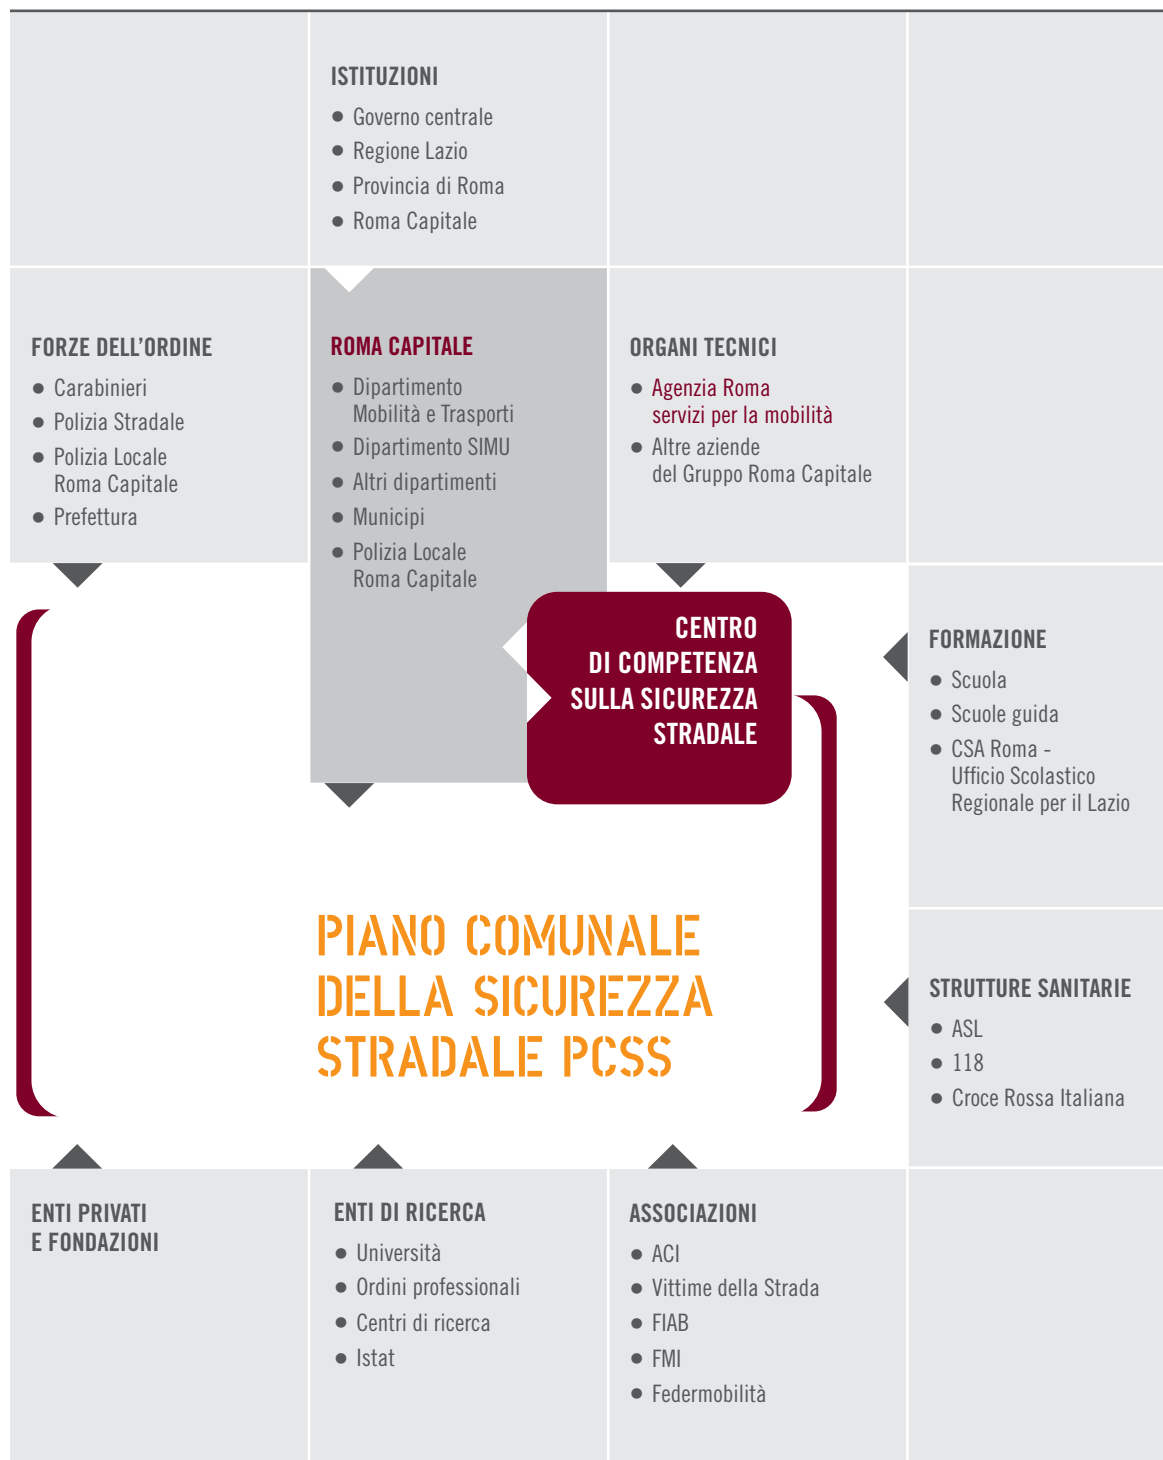 ISTITUZIONI
● Governo centrale
● Regione Lazio
● Provincia di Roma
● Roma Capitale
FORZE DELL’ORDINE
● Carabinieri
● Polizia Stradale
● Polizia Locale
Roma Capitale
● Prefettura
ROMA CAPITALE
● Dipartimento
Mobilità e Trasporti
● Dipartimento SIMU
● Altri dipartimenti
● Municipi
● Polizia Locale
Roma Capitale
ORGANI TECNICI
● Agenzia Roma
servizi per la mobilità
● Altre aziende
del Gruppo Roma Capitale
CENTRO
DI COMPETENZA
SULLA SICUREZZA
STRADALE
FORMAZIONE
● Scuola
● Scuole guida
● CSA Roma -
Ufficio Scolastico
Regionale per il Lazio
PIANO COMUNALE
DELLA SICUREZZA
STRADALE PCSS
STRUTTURE SANITARIE
● ASL
● 118
● Croce Rossa Italiana
ENTI PRIVATI
E FONDAZIONI
ENTI DI RICERCA
● Università
● Ordini professionali
● Centri di ricerca
● Istat
ASSOCIAZIONI
● ACI
● Vittime della Strada
● FIAB
● FMI
● Federmobilità